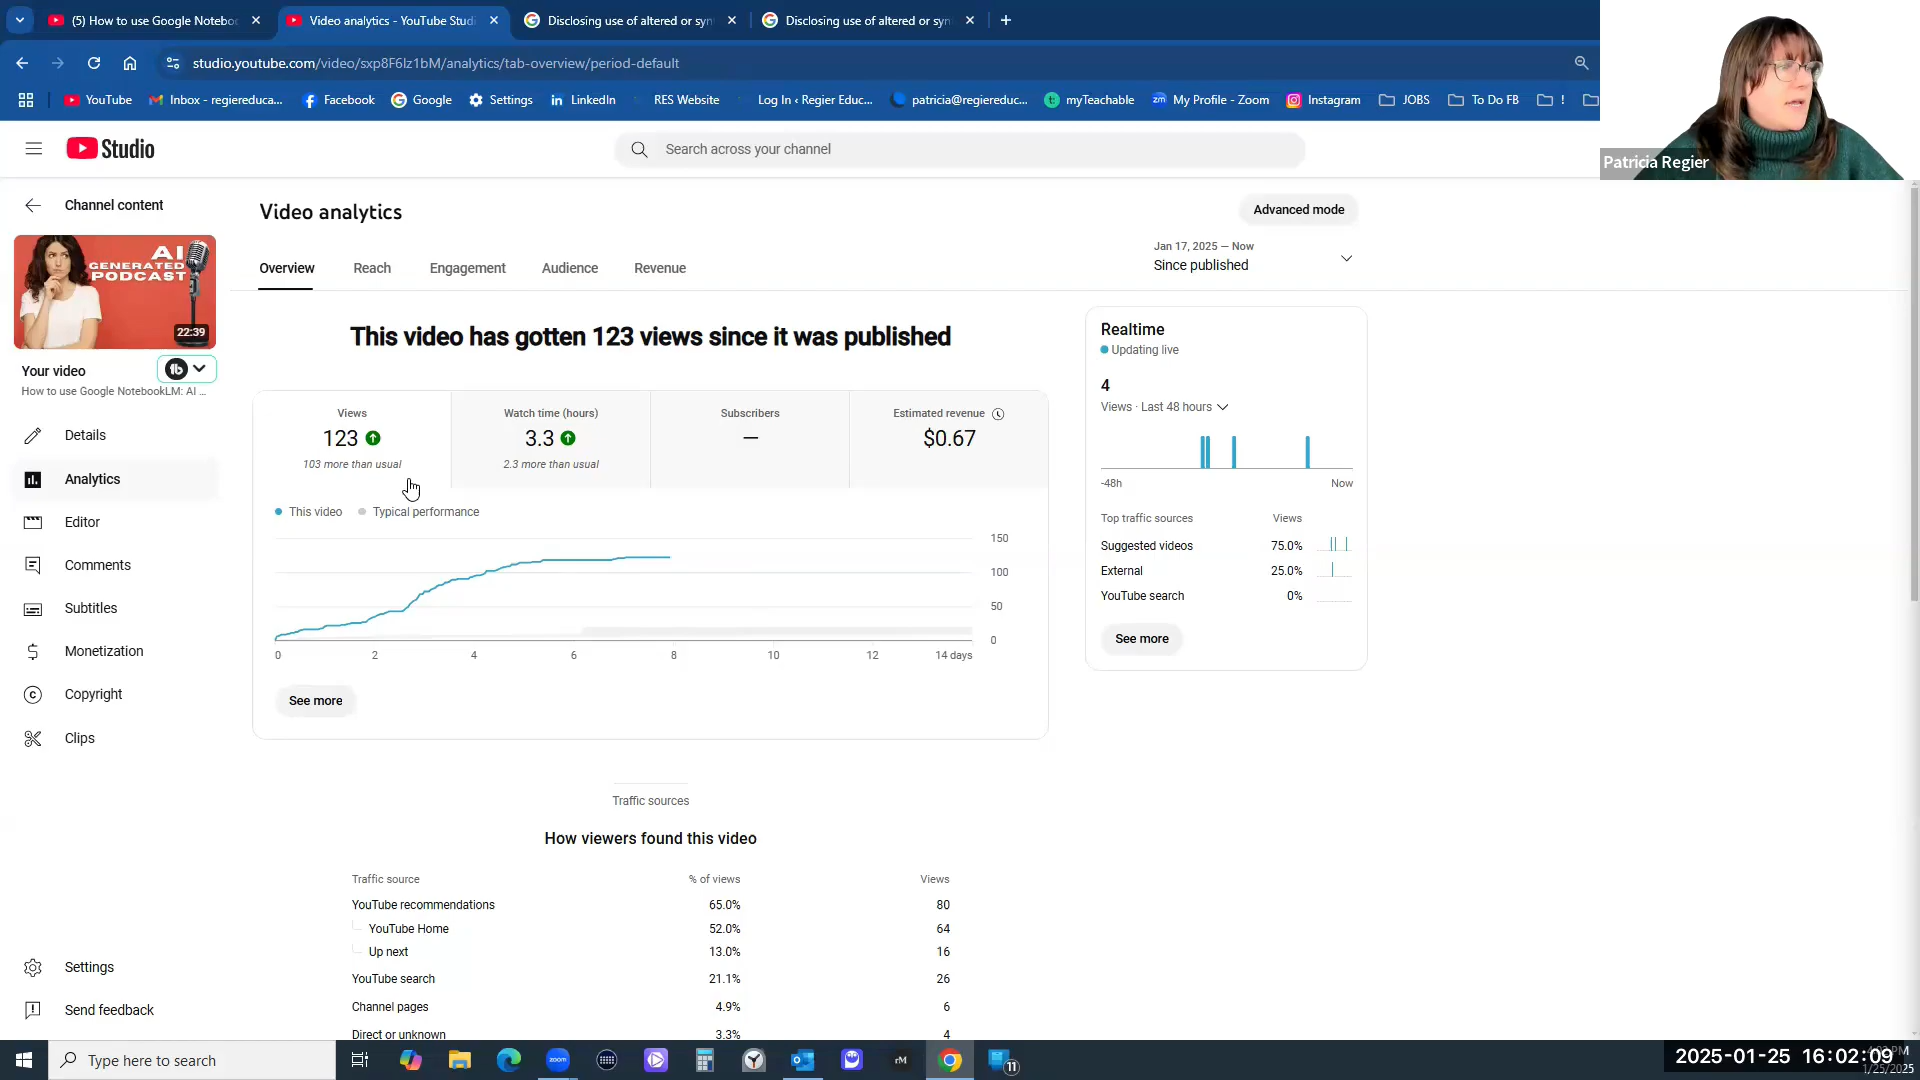 (5) How to use Google Notebo
Video analytics - YouTube Studi
Disclosing use of altered or syn
Disclosing use of altered or syn
studio.youtube.com/video/sxp8F6lz1bM/analytics/tab-overview/period-default
YouTube
Inbox - regiereduca...
Facebook
Google
Settings
LinkedIn
RES Website
Log In ‹ Regier Educ...
patricia@regiereduc...
myTeachable
My Profile - Zoom
Instagram
JOBS
To Do FB
!
Patricia Regier
Studio
Search across your channel
Channel content
AI
GENERATED
PODCAST
22:39
Your video
How to use Google NotebookLM: AI ...
Details
Analytics
Editor
Comments
Subtitles
Monetization
Copyright
Clips
Settings
Send feedback
Video analytics
Advanced mode
Overview
Reach
Engagement
Audience
Revenue
Jan 17, 2025 – Now
Since published
This video has gotten 123 views since it was published
Views
123
103 more than usual
Watch time (hours)
3.3
2.3 more than usual
Subscribers
—
Estimated revenue
$0.67
This video
Typical performance
150
100
50
0
0 2 4 6 8 10 12 14 days
See more
Realtime
Updating live
4
Views · Last 48 hours
-48h Now
Top traffic sources Views
Suggested videos 75.0%
External 25.0%
YouTube search 0%
See more
Traffic sources
How viewers found this video
Traffic source % of views Views
YouTube recommendations 65.0% 80
YouTube Home 52.0% 64
Up next 13.0% 16
YouTube search 21.1% 26
Channel pages 4.9% 6
Direct or unknown 3.3% 4
Type here to search
zoom
rM
11
2025-01-25 16:02:09
1/25/2025